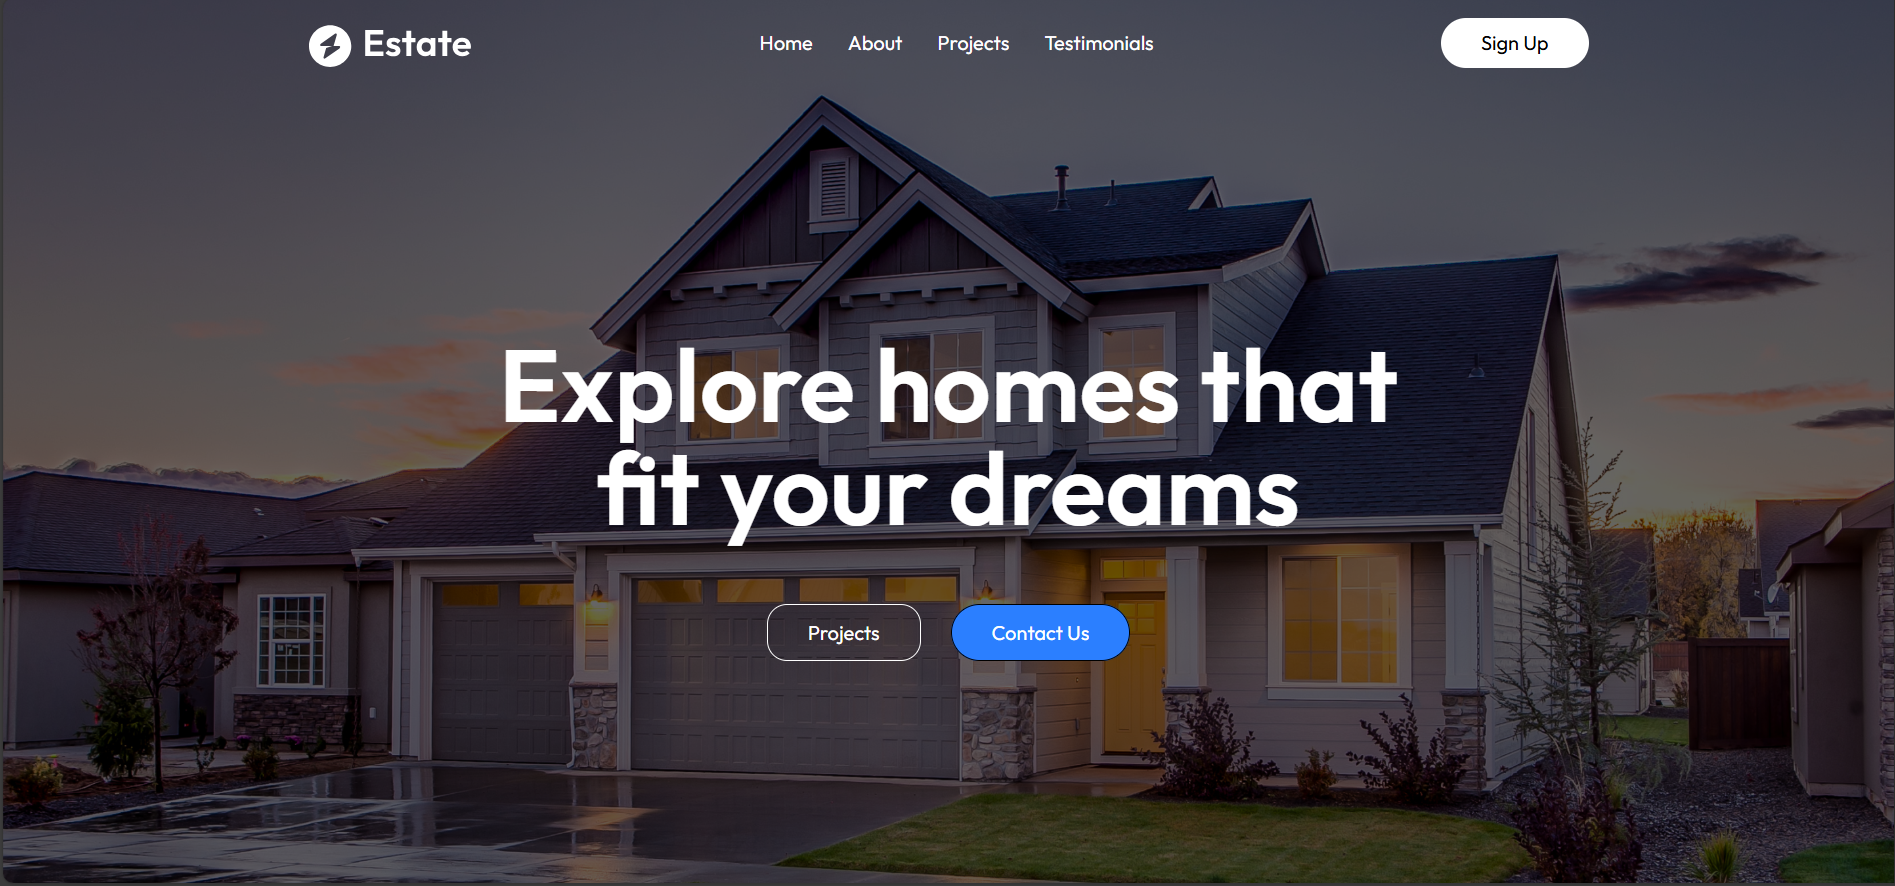 Estate
Home
About
Projects
Testimonials
Sign Up
Explore homes that
fit your dreams
Projects
Contact Us